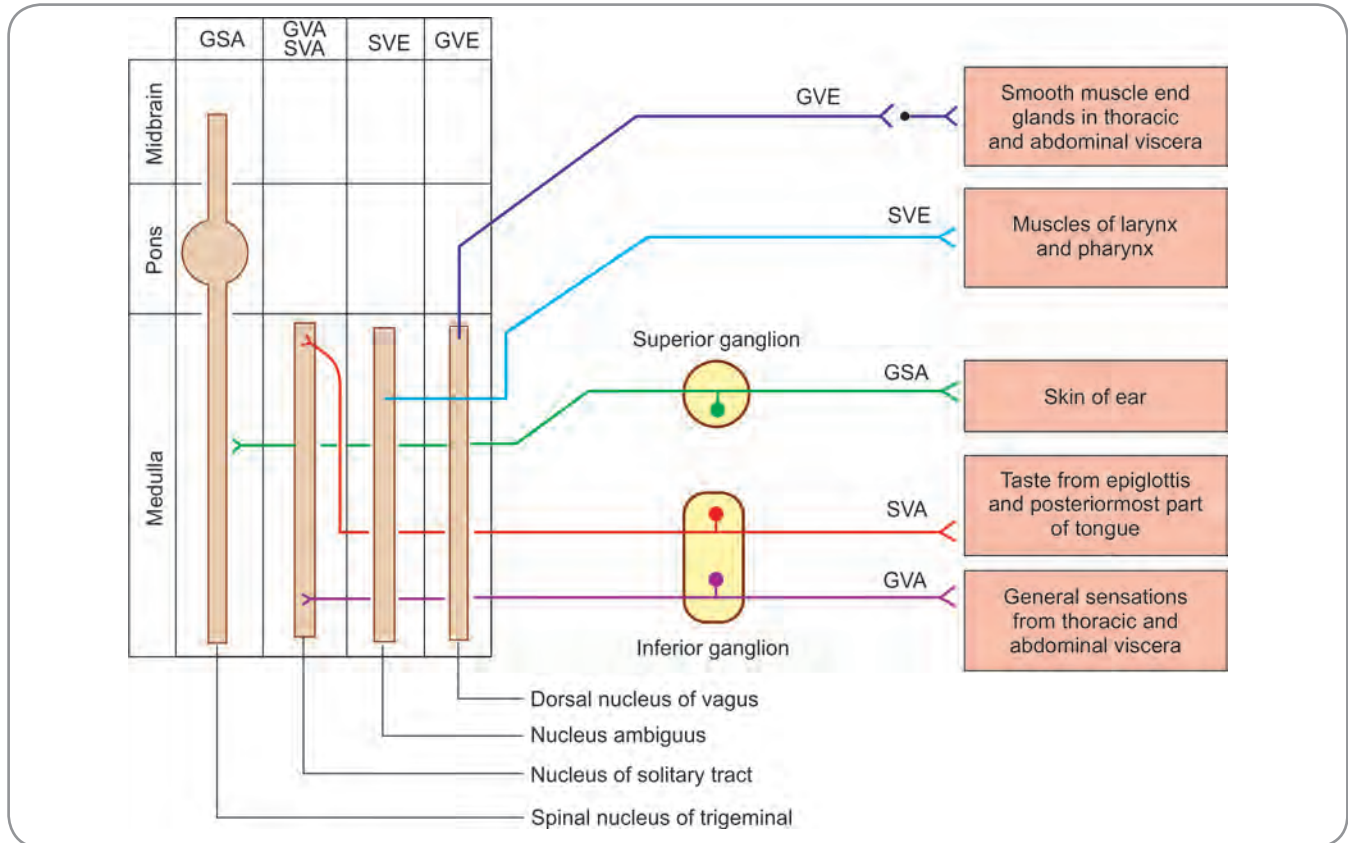 GSA
GVA
SVA
SVE
GVE
Midbrain
Pons
Medulla
GVE
Smooth muscle end
glands in thoracic
and abdominal viscera
SVE
Muscles of larynx
and pharynx
Superior ganglion
GSA
Skin of ear
SVA
Taste from epiglottis
and posteriormost part
of tongue
GVA
General sensations
from thoracic and
abdominal viscera
Inferior ganglion
Dorsal nucleus of vagus
Nucleus ambiguus
Nucleus of solitary tract
Spinal nucleus of trigeminal